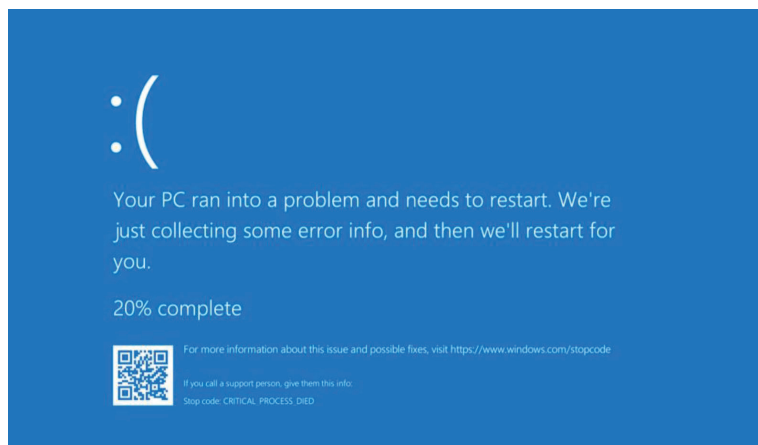 :(
Your PC ran into a problem and needs to restart. We're
just collecting some error info, and then we'll restart for
you.
20% complete
For more information about this issue and possible fixes, visit https://www.windows.com/stopcode
If you call a support person, give them this info:
Stop code: CRITICAL_PROCESS_DIED